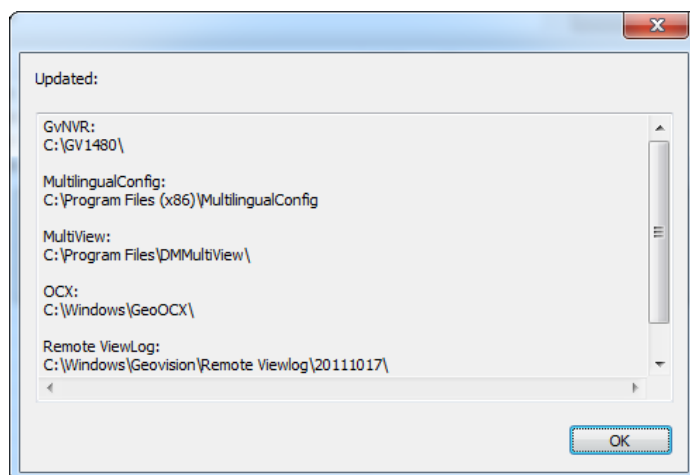 Updated:
GvNVR:
C:\GV1480\
MultilingualConfig:
C:\Program Files (x86)\MultilingualConfig
MultiView:
C:\Program Files\DMMultiView\
OCX:
C:\Windows\GeoOCX\
Remote ViewLog:
C:\Windows\Geovision\Remote Viewlog\20111017\
OK